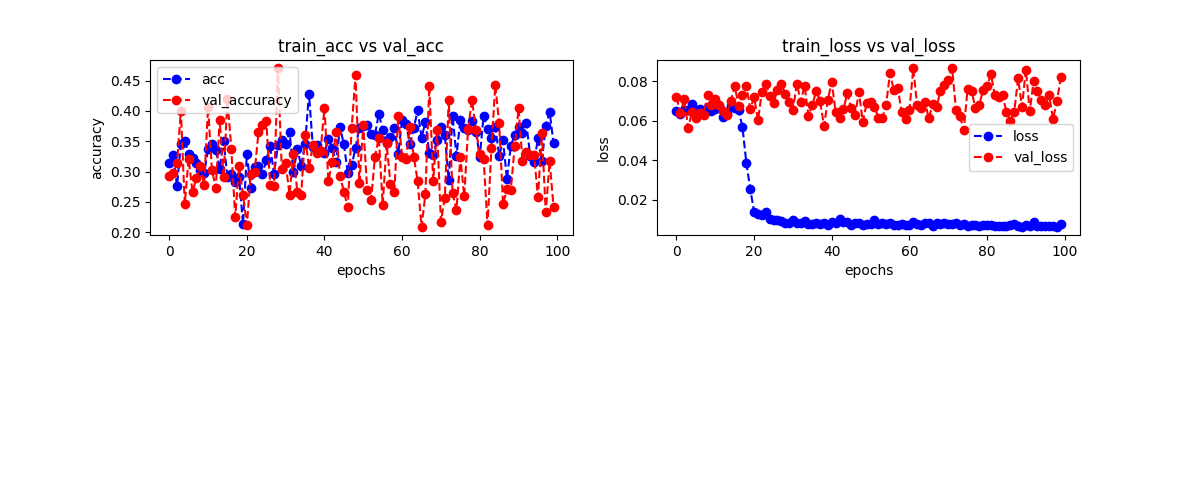 train_acc vs val_acc
acc
val_accuracy
accuracy
0.45
0.40
0.35
0.30
0.25
0.20
0
20
40
60
80
100
epochs
train_loss vs val_loss
loss
val_loss
loss
0.08
0.06
0.04
0.02
0
20
40
60
80
100
epochs